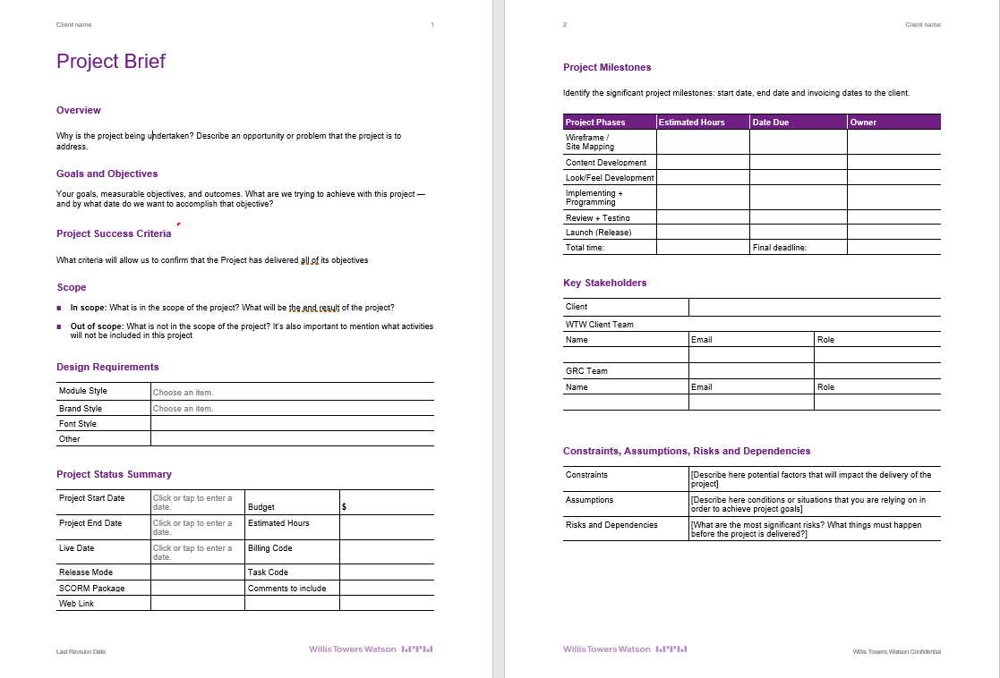 Client name 1
Project Brief
Overview
Why is the project being undertaken? Describe an opportunity or problem that the project is to
address.
Goals and Objectives
Your goals, measurable objectives, and outcomes. What are we trying to achieve with this project —
and by what date do we want to accomplish that objective?
Project Success Criteria
What criteria will allow us to confirm that the Project has delivered all of its objectives
Scope
■ In scope: What is in the scope of the project? What will be the end result of the project?
■ Out of scope: What is not in the scope of the project? It's also important to mention what activities
will not be included in this project
Design Requirements
Module Style Choose an item.
Brand Style Choose an item.
Font Style
Other
Project Status Summary
Project Start Date Click or tap to enter a
date. Budget $
Project End Date Click or tap to enter a
date. Estimated Hours
Live Date Click or tap to enter a
date. Billing Code
Release Mode Task Code
SCORM Package Comments to include
Web Link
Last Revision Date WillisTowersWatson
2 Client name
Project Milestones
Identify the significant project milestones: start date, end date and invoicing dates to the client.
Project Phases Estimated Hours Date Due Owner
Wireframe /
Site Mapping
Content Development
Look/Feel Development
Implementing +
Programming
Review + Testing
Launch (Release)
Total time: Final deadline:
Key Stakeholders
Client
WTW Client Team
Name Email Role
GRC Team
Name Email Role
Constraints, Assumptions, Risks and Dependencies
Constraints [Describe here potential factors that will impact the delivery of the
project]
Assumptions [Describe here conditions or situations that you are relying on in
order to achieve project goals]
Risks and Dependencies [What are the most significant risks? What things must happen
before the project is delivered?]
WillisTowersWatson Willis Towers Watson Confidential